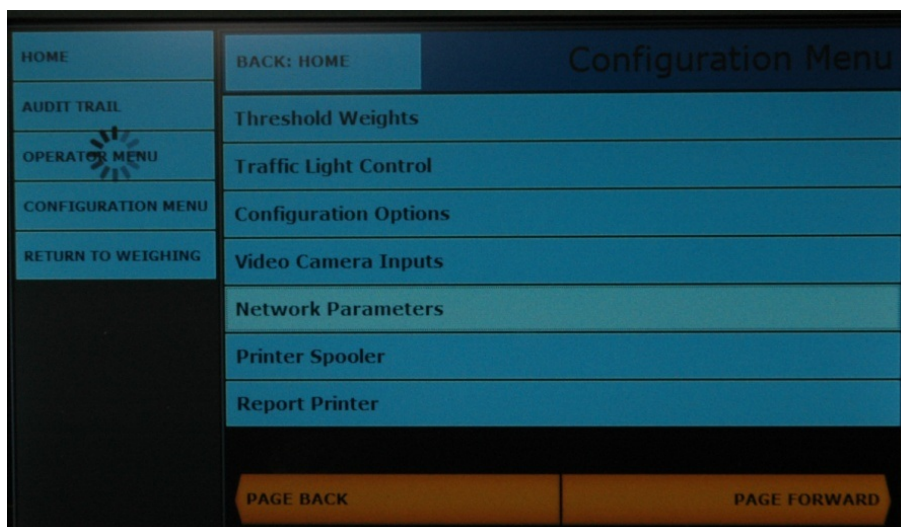 HOME
AUDIT TRAIL
OPERATOR MENU
CONFIGURATION MENU
RETURN TO WEIGHING
BACK: HOME
Configuration Menu
Threshold Weights
Traffic Light Control
Configuration Options
Video Camera Inputs
Network Parameters
Printer Spooler
Report Printer
PAGE BACK
PAGE FORWARD